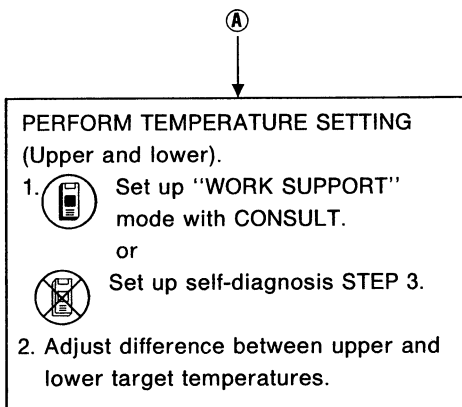 A
PERFORM TEMPERATURE SETTING
(Upper and lower).
1. Set up "WORK SUPPORT"
mode with CONSULT.
or
Set up self-diagnosis STEP 3.
2. Adjust difference between upper and
lower target temperatures.